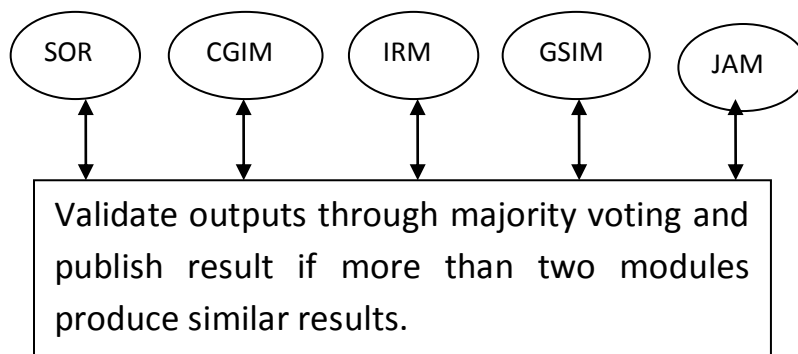 SOR CGIM IRM GSIM JAM
Validate outputs through majority voting and
publish result if more than two modules
produce similar results.